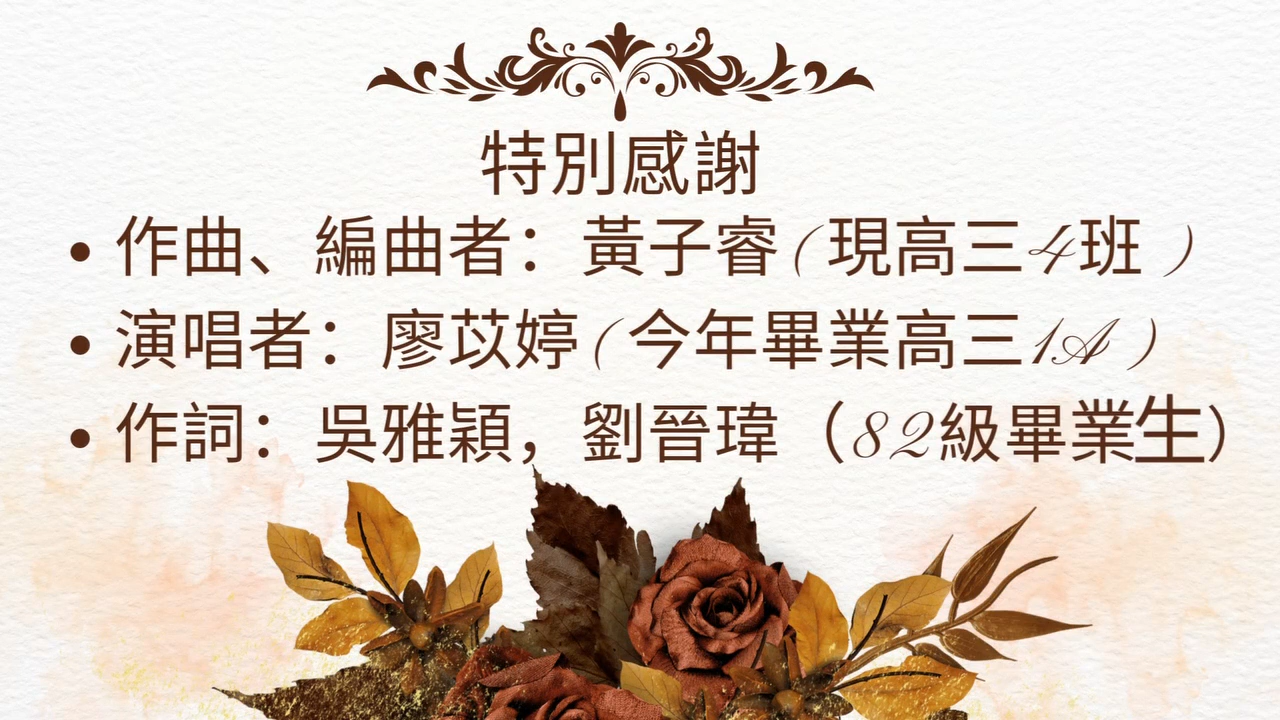 特別感謝
• 作曲、編曲者：黃子睿(現高三4班 )
• 演唱者：廖苡婷(今年畢業高三1A )
• 作詞：吳雅穎，劉晉瑋（82級畢業生）